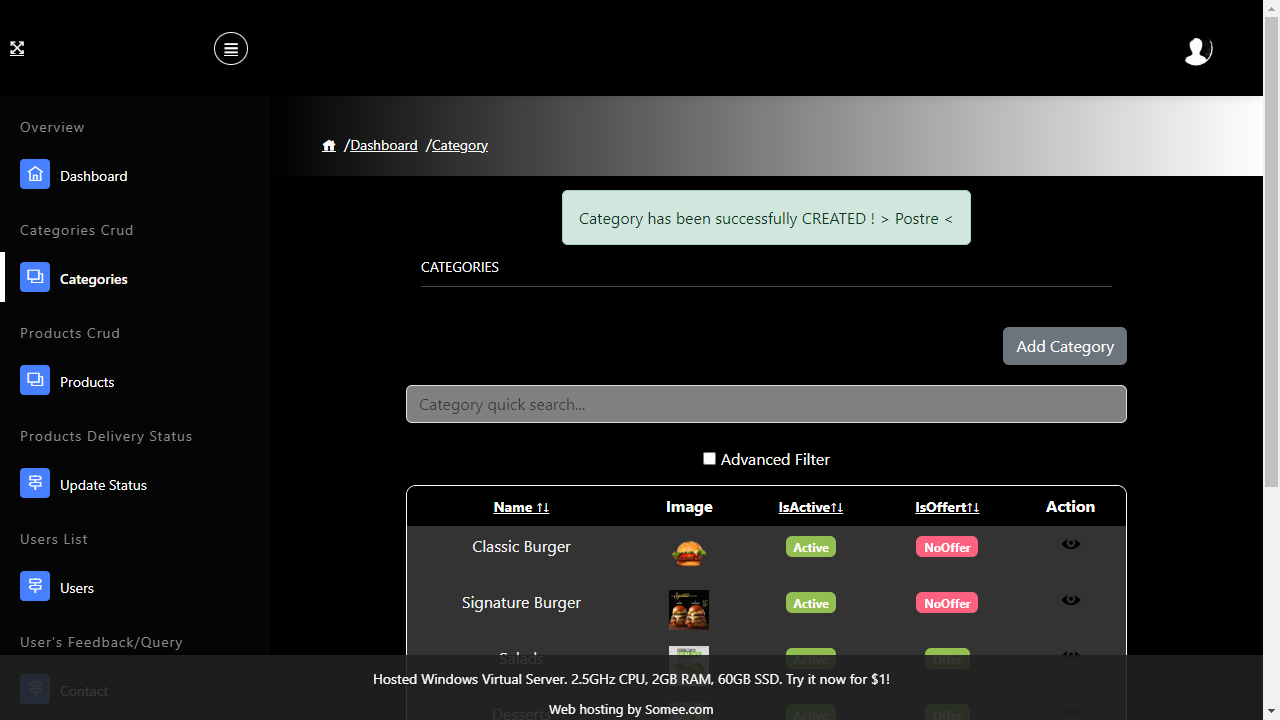 Overview
Dashboard
Categories Crud
Categories
Products Crud
Products
Products Delivery Status
Update Status
Users List
Users
User's Feedback/Query
Contact
/Dashboard /Category
Category has been successfully CREATED ! > Postre <
CATEGORIES
Add Category
Category quick search...
Advanced Filter
Name ↑↓ Image IsActive↑↓ IsOffert↑↓ Action
Classic Burger Active NoOffer
Signature Burger Active NoOffer
Salads Active Offer
Desserts Active Offer
Hosted Windows Virtual Server. 2.5GHz CPU, 2GB RAM, 60GB SSD. Try it now for $1!
Web hosting by Somee.com